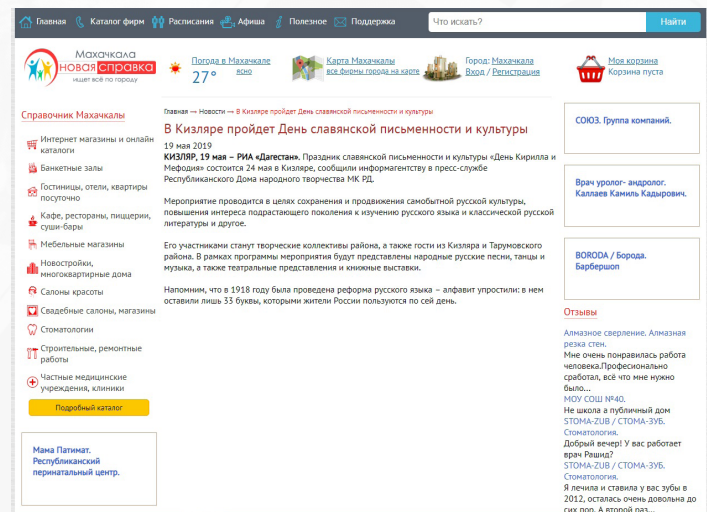 Главная Каталог фирм Расписания Афиша Полезное Поддержка
Что искать?
Найти
Махачкала
новая справка
ищет всё по городу
Погода в Махачкале
27° ясно
Карта Махачкалы
все фирмы города на карте
Город: Махачкала
Вход / Регистрация
Моя корзина
Корзина пуста
Справочник Махачкалы
Интернет магазины и онлайн
каталоги
Банкетные залы
Гостиницы, отели, квартиры
посуточно
Кафе, рестораны, пиццерии,
суши-бары
Мебельные магазины
Новостройки,
многоквартирные дома
Салоны красоты
Свадебные салоны, магазины
Стоматологии
Строительные, ремонтные
работы
Частные медицинские
учреждения, клиники
Подробный каталог
Мама Патимат.
Республиканский
перинатальный центр.
Главная → Новости → В Кизляре пройдет День славянской письменности и культуры
В Кизляре пройдет День славянской письменности и культуры
19 мая 2019
КИЗЛЯР, 19 мая – РИА «Дагестан». Праздник славянской письменности и культуры «День Кирилла и
Мефодия» состоится 24 мая в Кизляре, сообщили информагентству в пресс-службе
Республиканского Дома народного творчества МК РД.
Мероприятие проводится в целях сохранения и продвижения самобытной русской культуры,
повышения интереса подрастающего поколения к изучению русского языка и классической русской
литературы и другое.
Его участниками станут творческие коллективы района, а также гости из Кизляра и Тарумовского
района. В рамках программы мероприятия будут представлены народные русские песни, танцы и
музыка, а также театральные представления и книжные выставки.
Напомним, что в 1918 году была проведена реформа русского языка – алфавит упростили: в нем
оставили лишь 33 буквы, которыми жители России пользуются по сей день.
СОЮЗ. Группа компаний.
Врач уролог- андролог.
Каллаев Камиль Кадырович.
BORODA / Борода.
Барбершоп
Отзывы
Алмазное сверление. Алмазная
резка стен.
Мне очень понравилась работа
человека.Професионально
сработал, всё что мне нужно
было...
МОУ СОШ №40.
Не школа а публичный дом
STOMA-ZUB / СТОМА-ЗУБ.
Стоматология.
Добрый вечер! У вас работает
врач Рашид?
STOMA-ZUB / СТОМА-ЗУБ.
Стоматология.
Я лечила и ставила у вас зубы в
2012, осталась очень довольна до
сих пор. А второй раз...